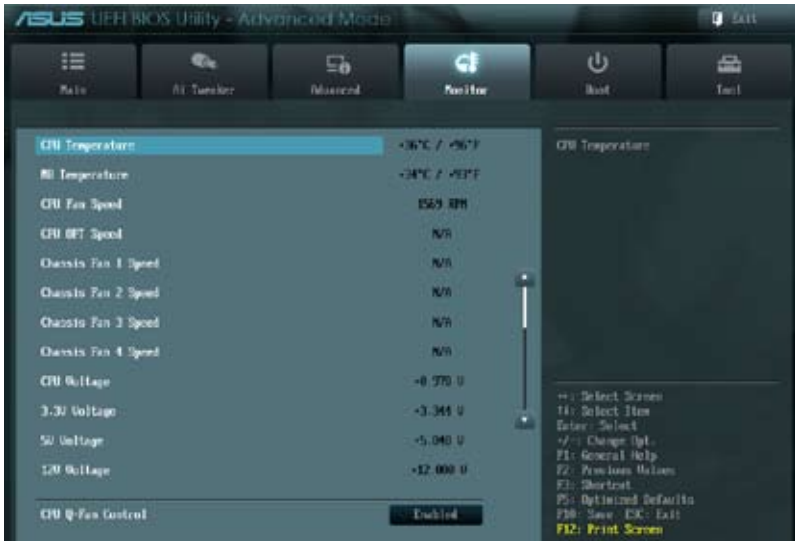 ASUS UEFI BIOS Utility - Advanced Mode
Exit
Main
Ai Tweaker
Advanced
Monitor
Boot
Tool
CPU Temperature +36°C / +96°F
MB Temperature +34°C / +93°F
CPU Fan Speed 1569 RPM
CPU OPT Speed N/A
Chassis Fan 1 Speed N/A
Chassis Fan 2 Speed N/A
Chassis Fan 3 Speed N/A
Chassis Fan 4 Speed N/A
CPU Voltage +0.970 V
3.3V Voltage +3.344 V
5V Voltage +5.040 V
12V Voltage +12.000 V
CPU Q-Fan Control Enabled
CPU Temperature
→←: Select Screen
↑↓: Select Item
Enter: Select
+/-: Change Opt.
F1: General Help
F2: Previous Values
F3: Shortcut
F5: Optimized Defaults
F10: Save ESC: Exit
F12: Print Screen